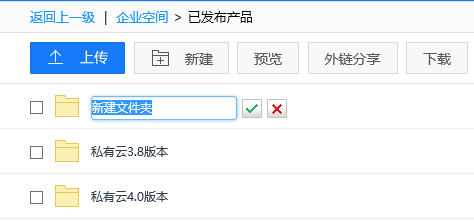 返回上一级 | 企业空间 > 已发布产品
上传 新建 预览 外链分享 下载
新建文件夹
私有云3.8版本
私有云4.0版本